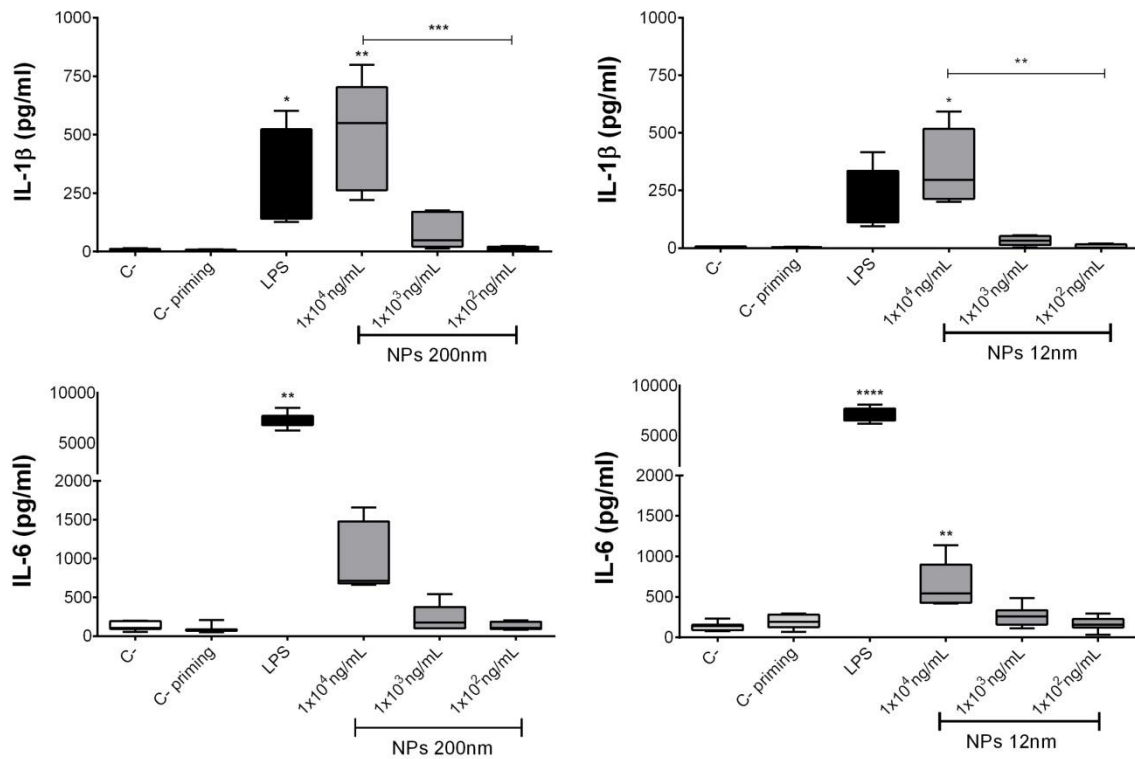 IL-1β (pg/ml)
1000
750
500
250
0
*
**
***
C-
C- priming
LPS
1x10⁴ng/mL
1x10³ng/mL
1x10²ng/mL
NPs 200nm
IL-1β (pg/ml)
1000
750
500
250
0
*
**
C-
C- priming
LPS
1x10⁴ng/mL
1x10³ng/mL
1x10²ng/mL
NPs 12nm
IL-6 (pg/ml)
10000
5000
2000
1500
1000
500
0
**
C-
C- priming
LPS
1x10⁴ng/mL
1x10³ng/mL
1x10²ng/mL
NPs 200nm
IL-6 (pg/ml)
10000
5000
2000
1500
1000
500
0
****
**
C-
C- priming
LPS
1x10⁴ng/mL
1x10³ng/mL
1x10²ng/mL
NPs 12nm